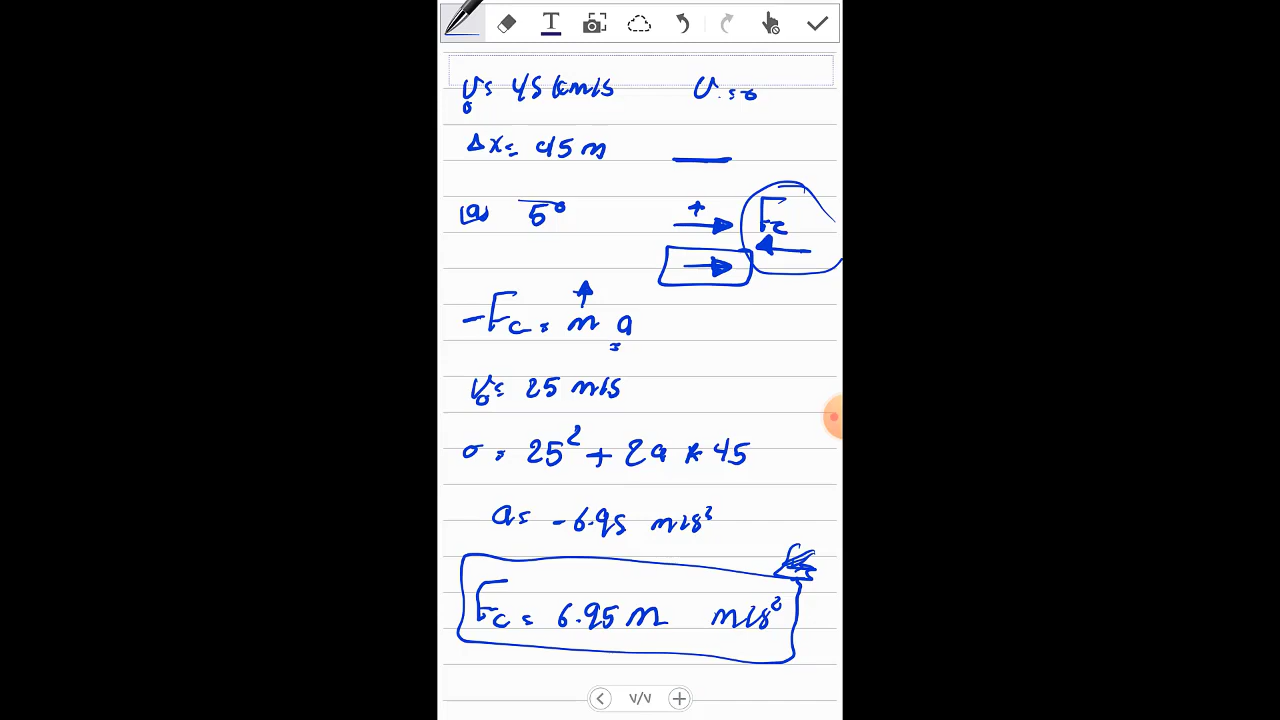 T
V₀= 45 km/s V.=0
Δx= 45 m
5°
+
Fc
-Fc = m a
V₀= 25 m/s
0 = 25² + 2a * 45
a= -6.95 m/s²
Fc = 6.95 m m/s²
v/v